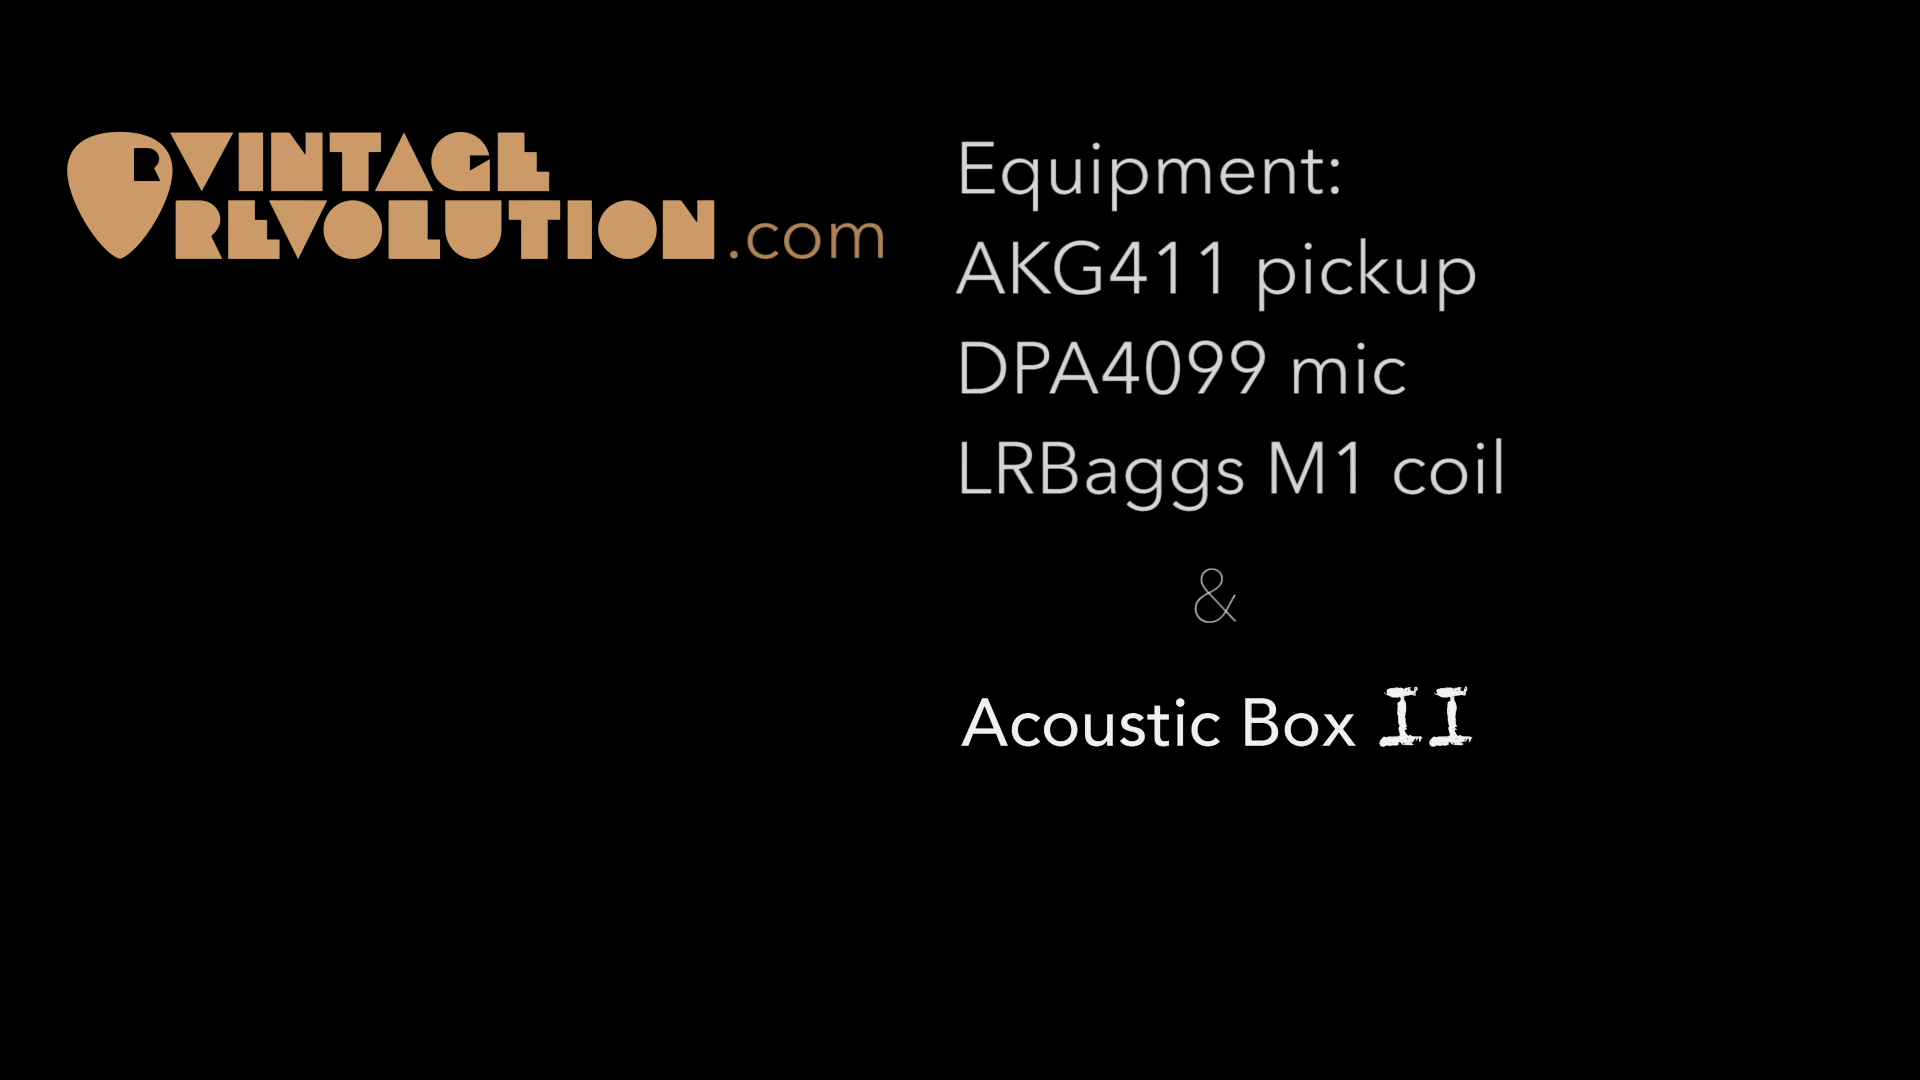 VINTAGE
REVOLUTION.com
Equipment:
AKG411 pickup
DPA4099 mic
LRBaggs M1 coil
&
Acoustic Box II